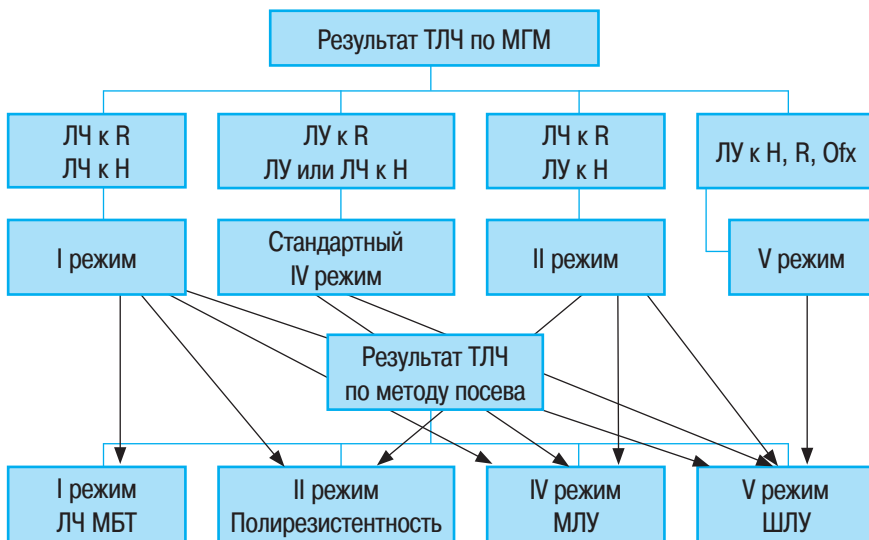 Результат ТЛЧ по МГМ
ЛЧ к R
ЛЧ к H
ЛУ к R
ЛУ или ЛЧ к H
ЛЧ к R
ЛУ к H
ЛУ к H, R, Ofx
I режим
Стандартный
IV режим
II режим
V режим
Результат ТЛЧ
по методу посева
I режим
ЛЧ МБТ
II режим
Полирезистентность
IV режим
МЛУ
V режим
ШЛУ